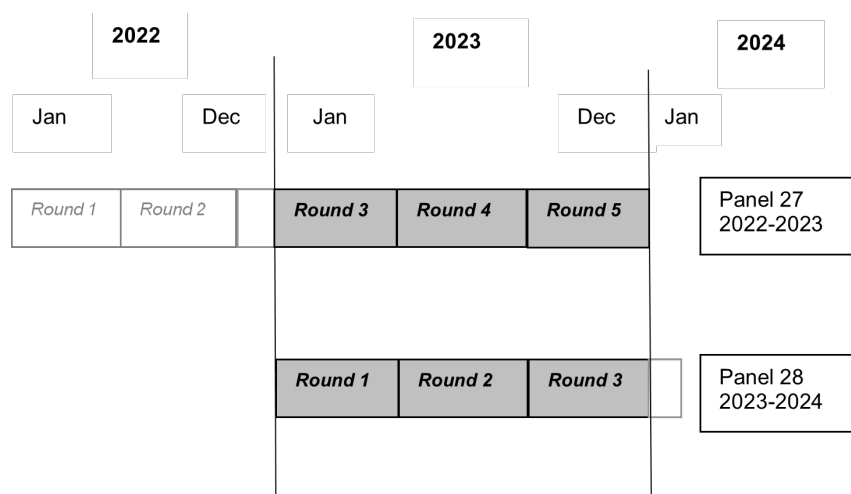 2022
2023
2024
Jan
Dec
Jan
Dec
Jan
Round 1
Round 2
Round 3
Round 4
Round 5
Panel 27
2022-2023
Round 1
Round 2
Round 3
Panel 28
2023-2024